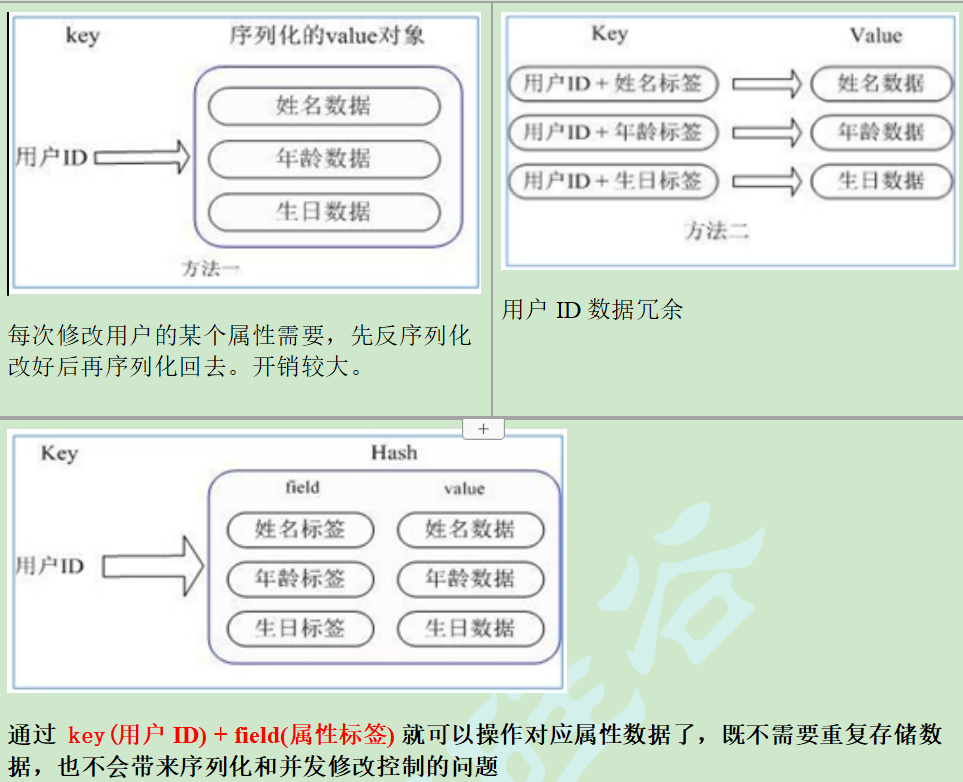 key 序列化的value对象
姓名数据
用户ID 年龄数据
生日数据
方法一
每次修改用户的某个属性需要，先反序列化
改好后再序列化回去。开销较大。
Key Value
用户ID + 姓名标签 姓名数据
用户ID + 年龄标签 年龄数据
用户ID + 生日标签 生日数据
方法二
用户 ID 数据冗余
+
Key Hash
field value
姓名标签 姓名数据
用户ID 年龄标签 年龄数据
生日标签 生日数据
通过 key(用户 ID) + field(属性标签) 就可以操作对应属性数据了，既不需要重复存储数
据，也不会带来序列化和并发修改控制的问题
硅谷